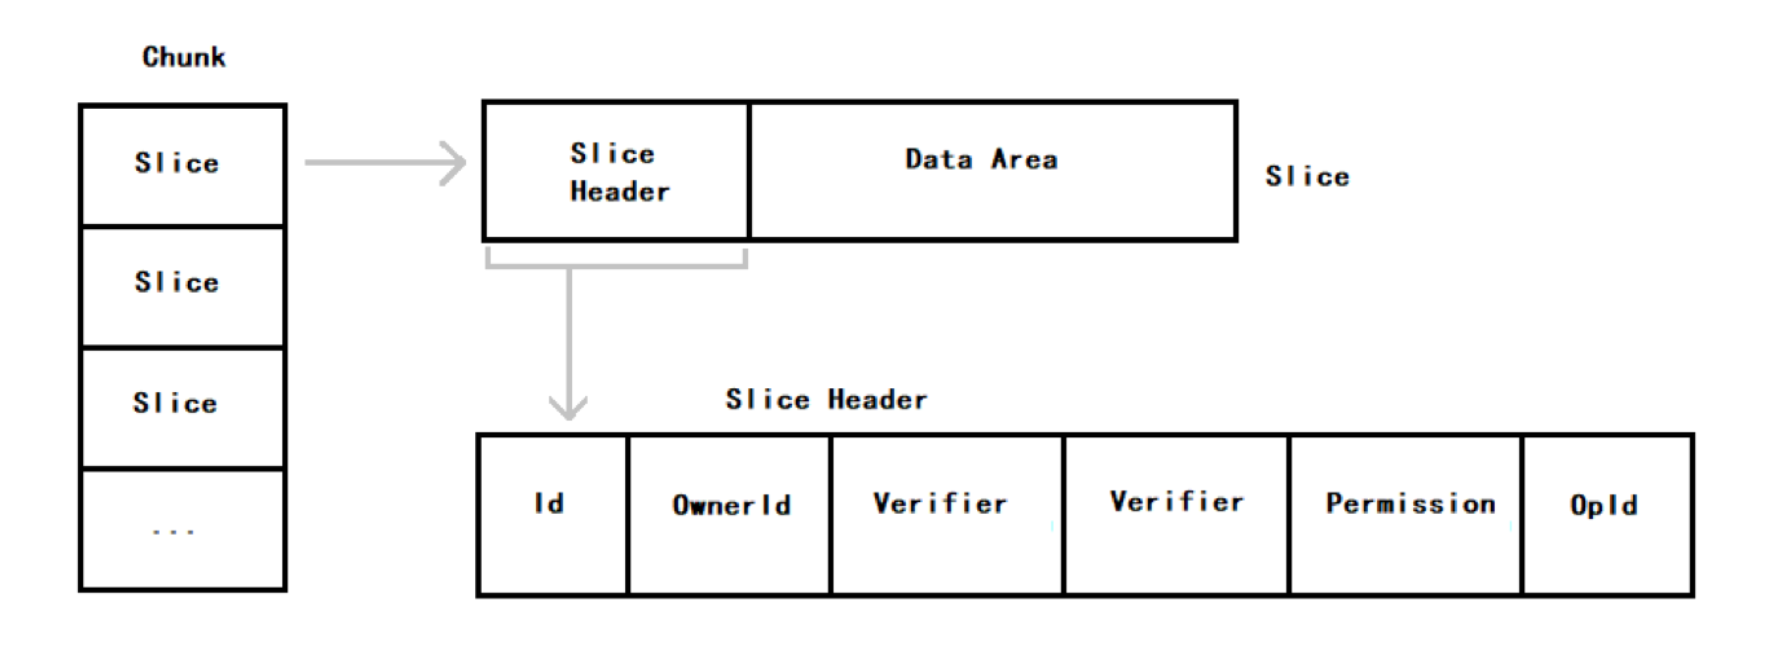 Chunk
Slice
Slice
Slice
...
Slice
Header
Data Area
Slice
Slice Header
Id
OwnerId
Verifier
Verifier
Permission
OpId